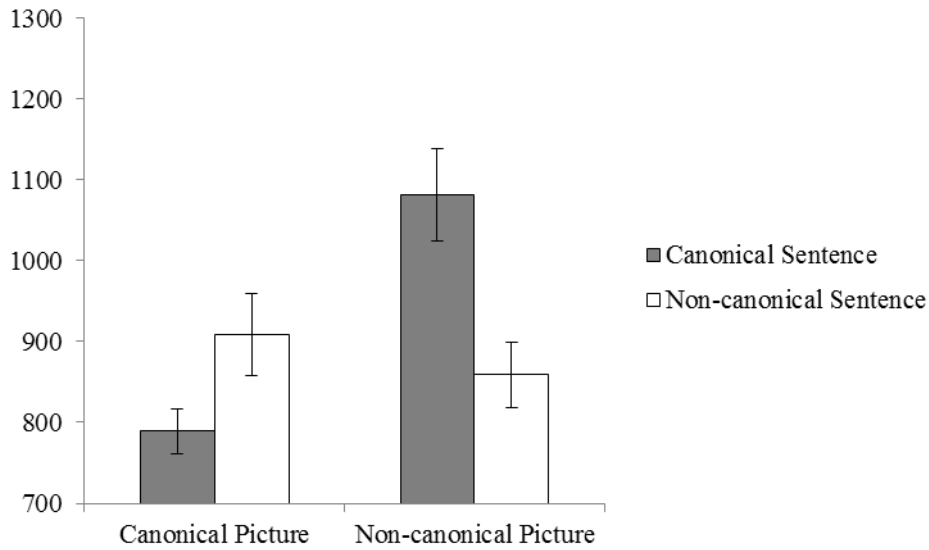 1300
1200
1100
1000
900
800
700
Canonical Picture
Non-canonical Picture
Canonical Sentence
Non-canonical Sentence